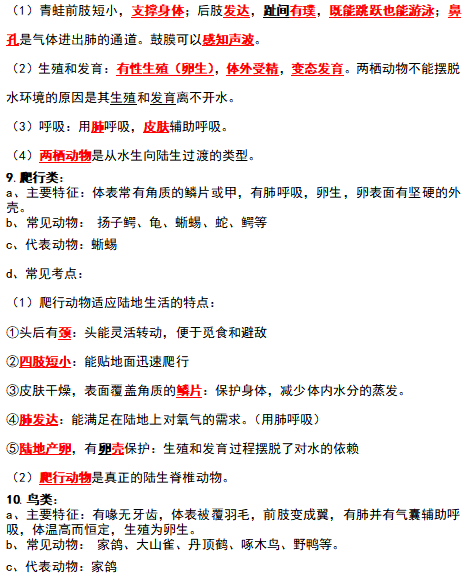 （1）青蛙前肢短小，支撑身体；后肢发达，趾间有璞，既能跳跃也能游泳；鼻
孔是气体进出肺的通道。鼓膜可以感知声波。
（2）生殖和发育：有性生殖（卵生），体外受精，变态发育。两栖动物不能摆脱
水环境的原因是其生殖和发育离不开水。
（3）呼吸：用肺呼吸，皮肤辅助呼吸。
（4）两栖动物是从水生向陆生过渡的类型。
9.爬行类：
a、主要特征：体表常有角质的鳞片或甲，有肺呼吸，卵生，卵表面有坚硬的外
壳。
b、常见动物： 扬子鳄、龟、蜥蜴、蛇、鳄等
c、代表动物：蜥蜴
d、常见考点：
（1）爬行动物适应陆地生活的特点：
①头后有颈：头能灵活转动，便于觅食和避敌
②四肢短小：能贴地面迅速爬行
③皮肤干燥，表面覆盖角质的鳞片：保护身体，减少体内水分的蒸发。
④肺发达：能满足在陆地上对氧气的需求。（用肺呼吸）
⑤陆地产卵，有卵壳保护：生殖和发育过程摆脱了对水的依赖
（2）爬行动物是真正的陆生脊椎动物。
10.鸟类：
a、主要特征：有喙无牙齿，体表被覆羽毛，前肢变成翼，有肺并有气囊辅助呼
吸，体温高而恒定，生殖为卵生。
b、常见动物： 家鸽、大山雀、丹顶鹤、啄木鸟、野鸭等。
c、代表动物：家鸽